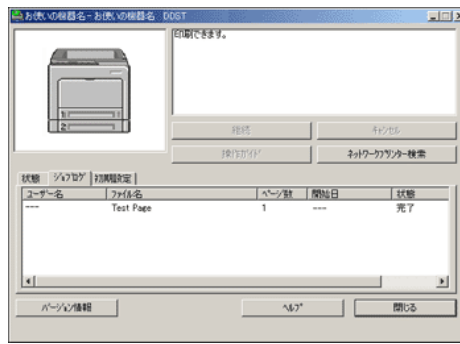 お使いの機器名 - お使いの機器名 DDST
印刷できます。
1
2
継続
キャンセル
操作ガイド
ネットワークプリンター検索
状態 ジョブログ 初期設定
ユーザー名 ファイル名 ページ数 開始日 状態
--- Test Page 1 --- 完了
バージョン情報
ヘルプ
閉じる